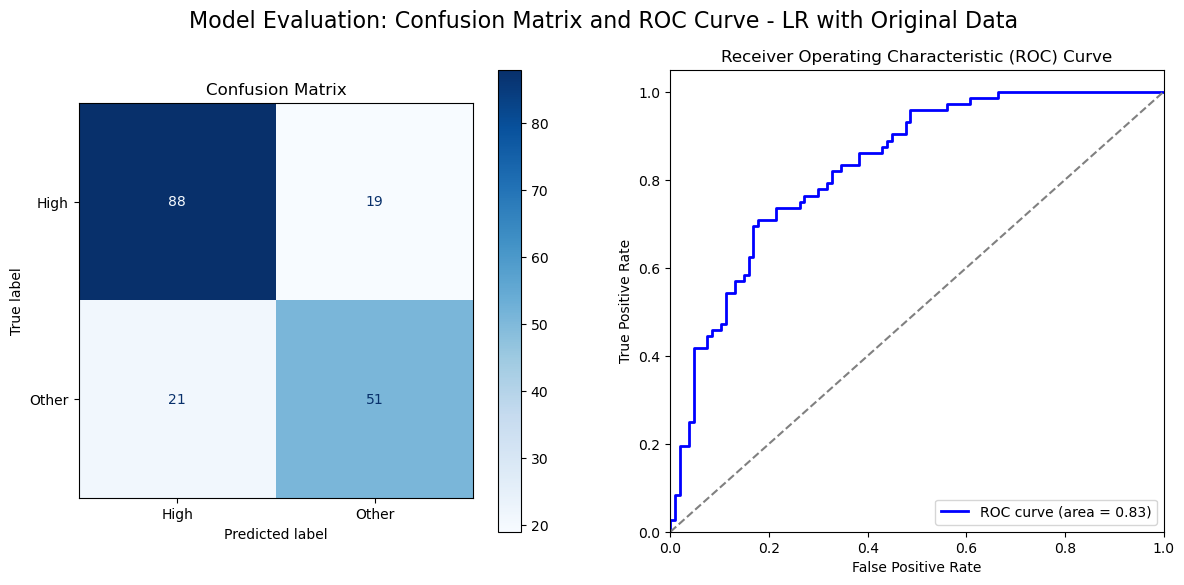 Model Evaluation: Confusion Matrix and ROC Curve - LR with Original Data
Confusion Matrix
High
Other
True label
88
19
21
51
High
Other
Predicted label
80
70
60
50
40
30
20
Receiver Operating Characteristic (ROC) Curve
1.0
0.8
0.6
0.4
0.2
0.0
True Positive Rate
ROC curve (area = 0.83)
0.0
0.2
0.4
0.6
0.8
1.0
False Positive Rate